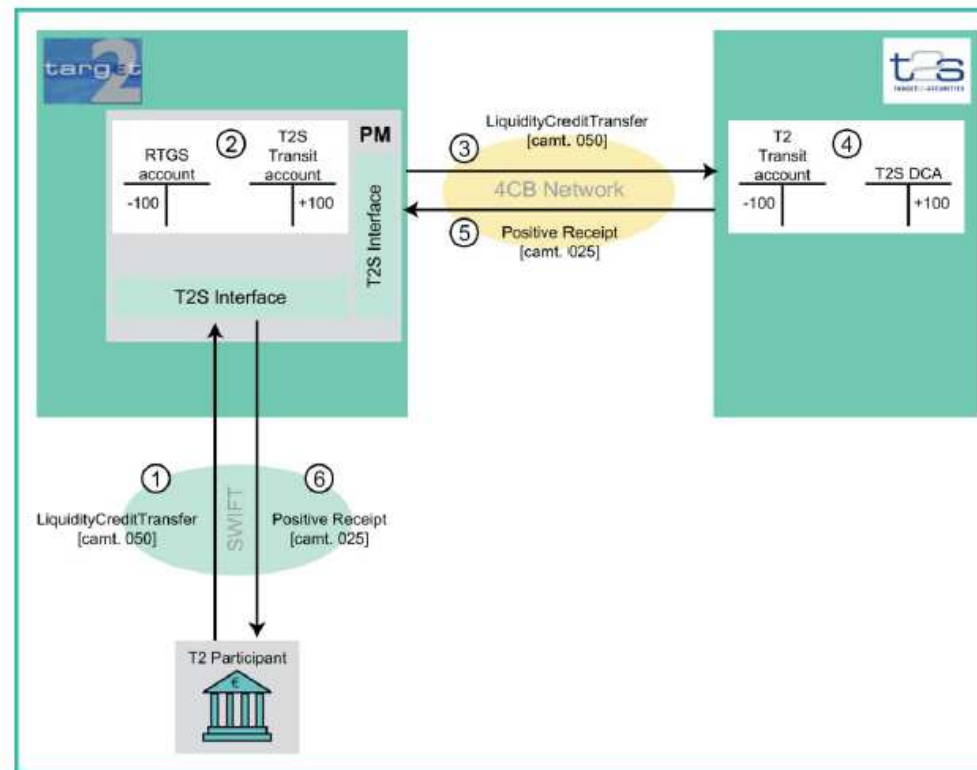 target
2
t2s
TARGET2-SECURITIES
2
RTGS
account
-100
T2S
Transit
account
+100
PM
T2S Interface
T2S Interface
3
LiquidityCreditTransfer
[camt. 050]
4CB Network
5
Positive Receipt
[camt. 025]
T2
Transit
account
-100
4
T2S DCA
+100
1
LiquidityCreditTransfer
[camt. 050]
SWIFT
6
Positive Receipt
[camt. 025]
T2 Participant
€